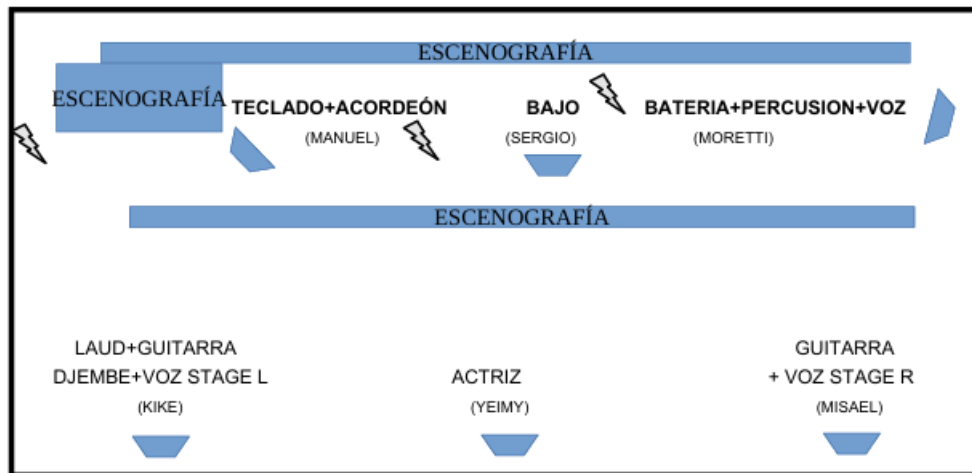 ESCENOGRAFÍA
ESCENOGRAFÍA
TECLADO+ACORDEÓN
(MANUEL)
BAJO
(SERGIO)
BATERIA+PERCUSION+VOZ
(MORETTI)
ESCENOGRAFÍA
LAUD+GUITARRA
DJEMBE+VOZ STAGE L
(KIKE)
ACTRIZ
(YEIMY)
GUITARRA
+ VOZ STAGE R
(MISAEL)